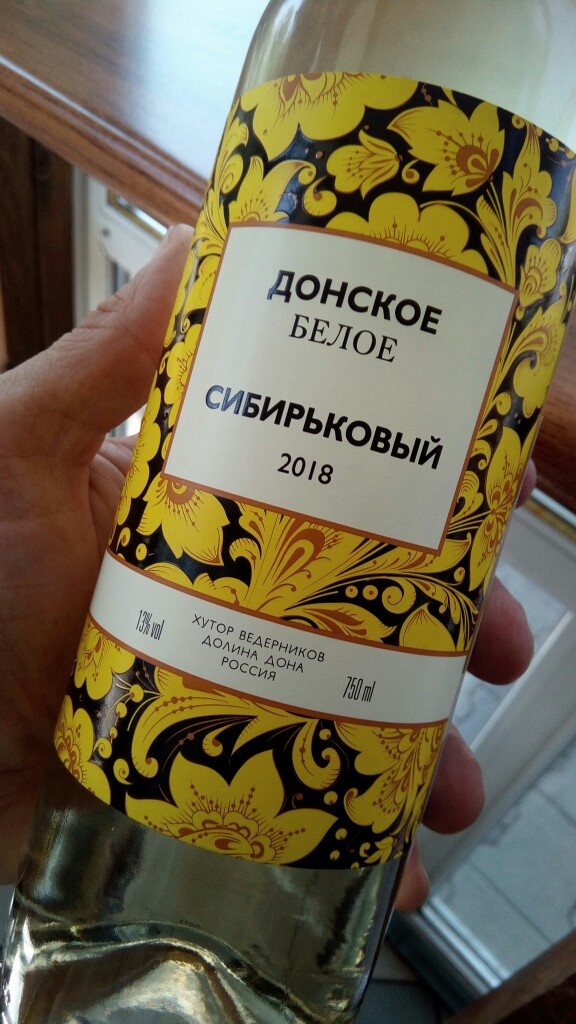 ДОНСКОЕ
БЕЛОЕ
СИБИРЬКОВЫЙ
2018
13% vol
ХУТОР ВЕДЕРНИКОВ
ДОЛИНА ДОНА
РОССИЯ
750 ml